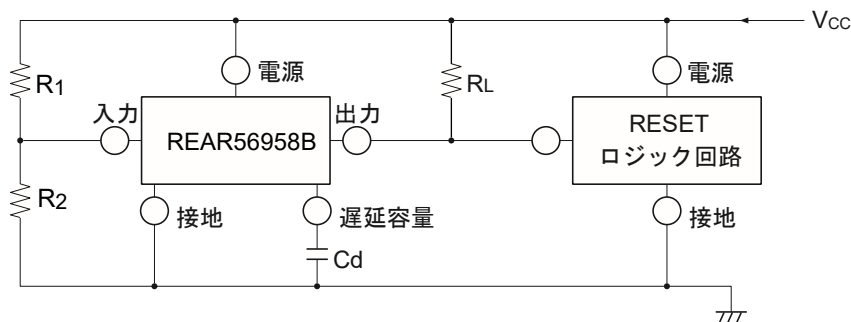 VCC
R1
電源
RL
電源
入力
REAR56958B
出力
RESET
ロジック回路
R2
接地
遅延容量
接地
Cd